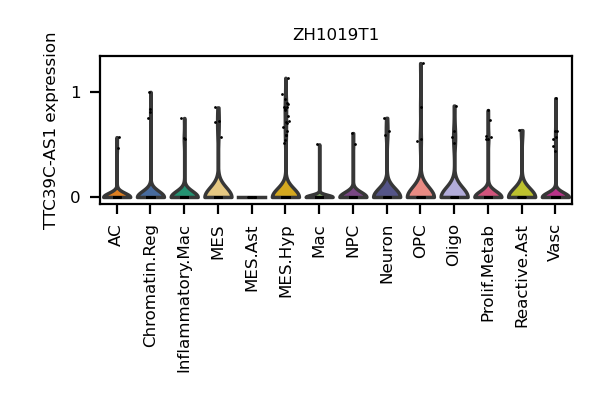 ZH1019T1
TTC39C-AS1 expression
1
0
AC
Chromatin.Reg
Inflammatory.Mac
MES
MES.Ast
MES.Hyp
Mac
NPC
Neuron
OPC
Oligo
Prolif.Metab
Reactive.Ast
Vasc